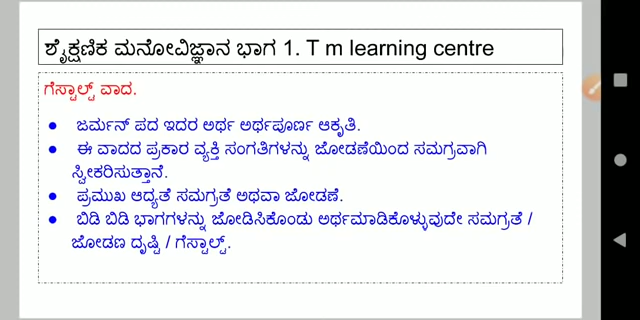 ಶೈಕ್ಷಣಿಕ ಮನೋವಿಜ್ಞಾನ ಭಾಗ 1. T m learning centre
ಗೆಸ್ಟಾಲ್ಟ್ ವಾದ.
● ಜರ್ಮನ್ ಪದ ಇದರ ಅರ್ಥ ಅರ್ಥಪೂರ್ಣ ಆಕೃತಿ.
● ಈ ವಾದದ ಪ್ರಕಾರ ವ್ಯಕ್ತಿ ಸಂಗತಿಗಳನ್ನು ಜೋಡಣೆಯಿಂದ ಸಮಗ್ರವಾಗಿ
ಸ್ವೀಕರಿಸುತ್ತಾನೆ.
● ಪ್ರಮುಖ ಆದ್ಯತೆ ಸಮಗ್ರತೆ ಅಥವಾ ಜೋಡಣೆ.
● ಬಿಡಿ ಬಿಡಿ ಭಾಗಗಳನ್ನು ಜೋಡಿಸಿಕೊಂಡು ಅರ್ಥಮಾಡಿಕೊಳ್ಳುವುದೇ ಸಮಗ್ರತೆ /
ಜೋಡಣ ದೃಷ್ಟಿ / ಗೆಸ್ಟಾಲ್ಟ್.